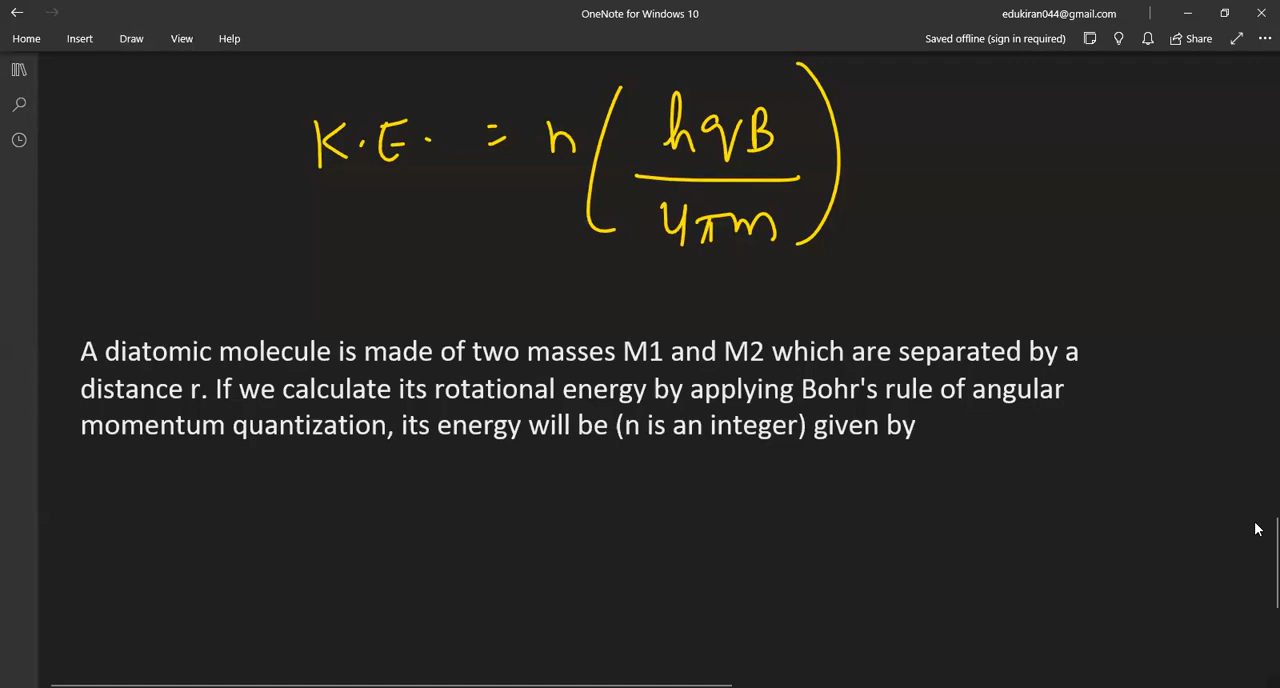 OneNote for Windows 10
edukiran044@gmail.com
Home Insert Draw View Help
Saved offline (sign in required) Share
K.E. = n ( hqB / 4πm )
A diatomic molecule is made of two masses M1 and M2 which are separated by a
distance r. If we calculate its rotational energy by applying Bohr's rule of angular
momentum quantization, its energy will be (n is an integer) given by